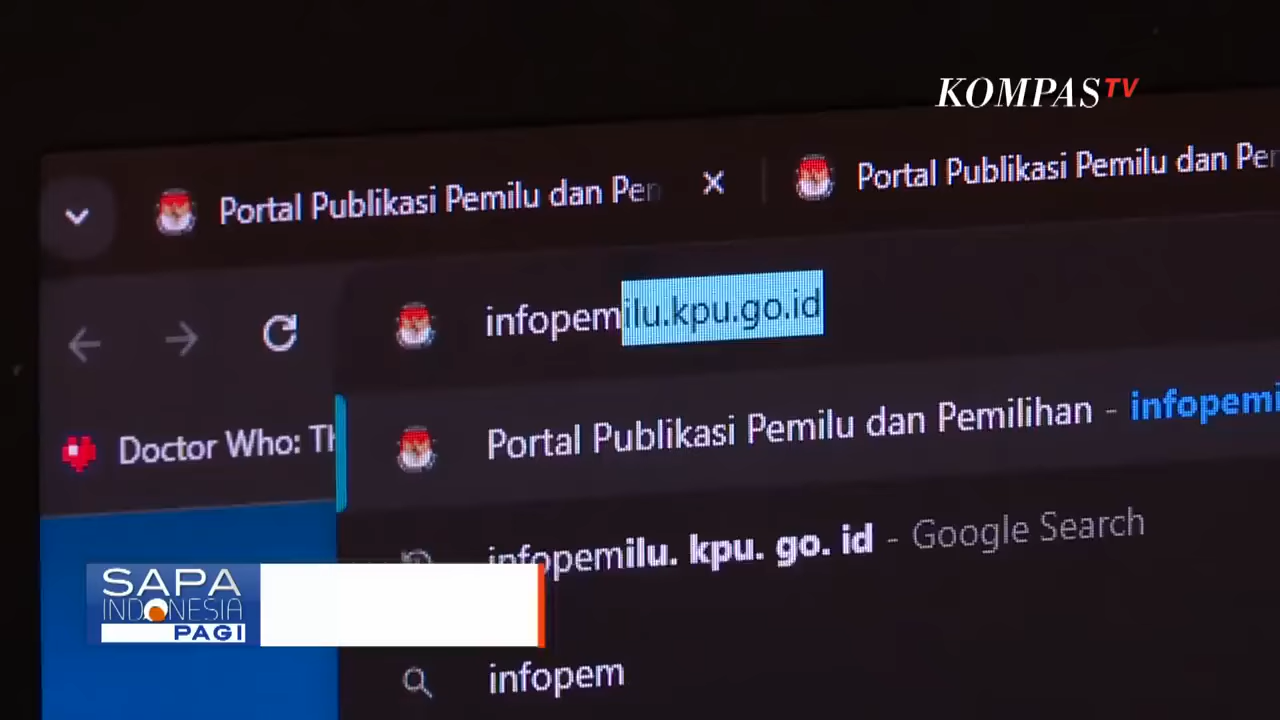 KOMPASTV
Portal Publikasi Pemilu dan Pen
Portal Publikasi Pemilu dan Pe
infopemilu.kpu.go.id
Doctor Who: Th
Portal Publikasi Pemilu dan Pemilihan - infopemi
infopemilu. kpu. go. id - Google Search
infopem
SAPA
INDONESIA
PAGI